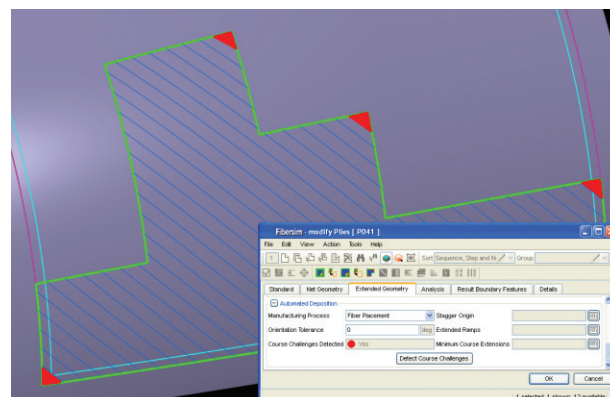 Fibersim - modify Plies [ P041 ]
File Edit View Action Tools Help
Sort Sequence, Step and N Group
Standard Net Geometry Extended Geometry Analysis Result Boundary Features Details
Automated Deposition
Manufacturing Process Fiber Placement Stagger Origin
Orientation Tolerance 0 deg Extended Ramps
Course Challenges Detected Yes Minimum Course Extensions
Detect Course Challenges
OK Cancel
1 selected, 1 shown, 12 available